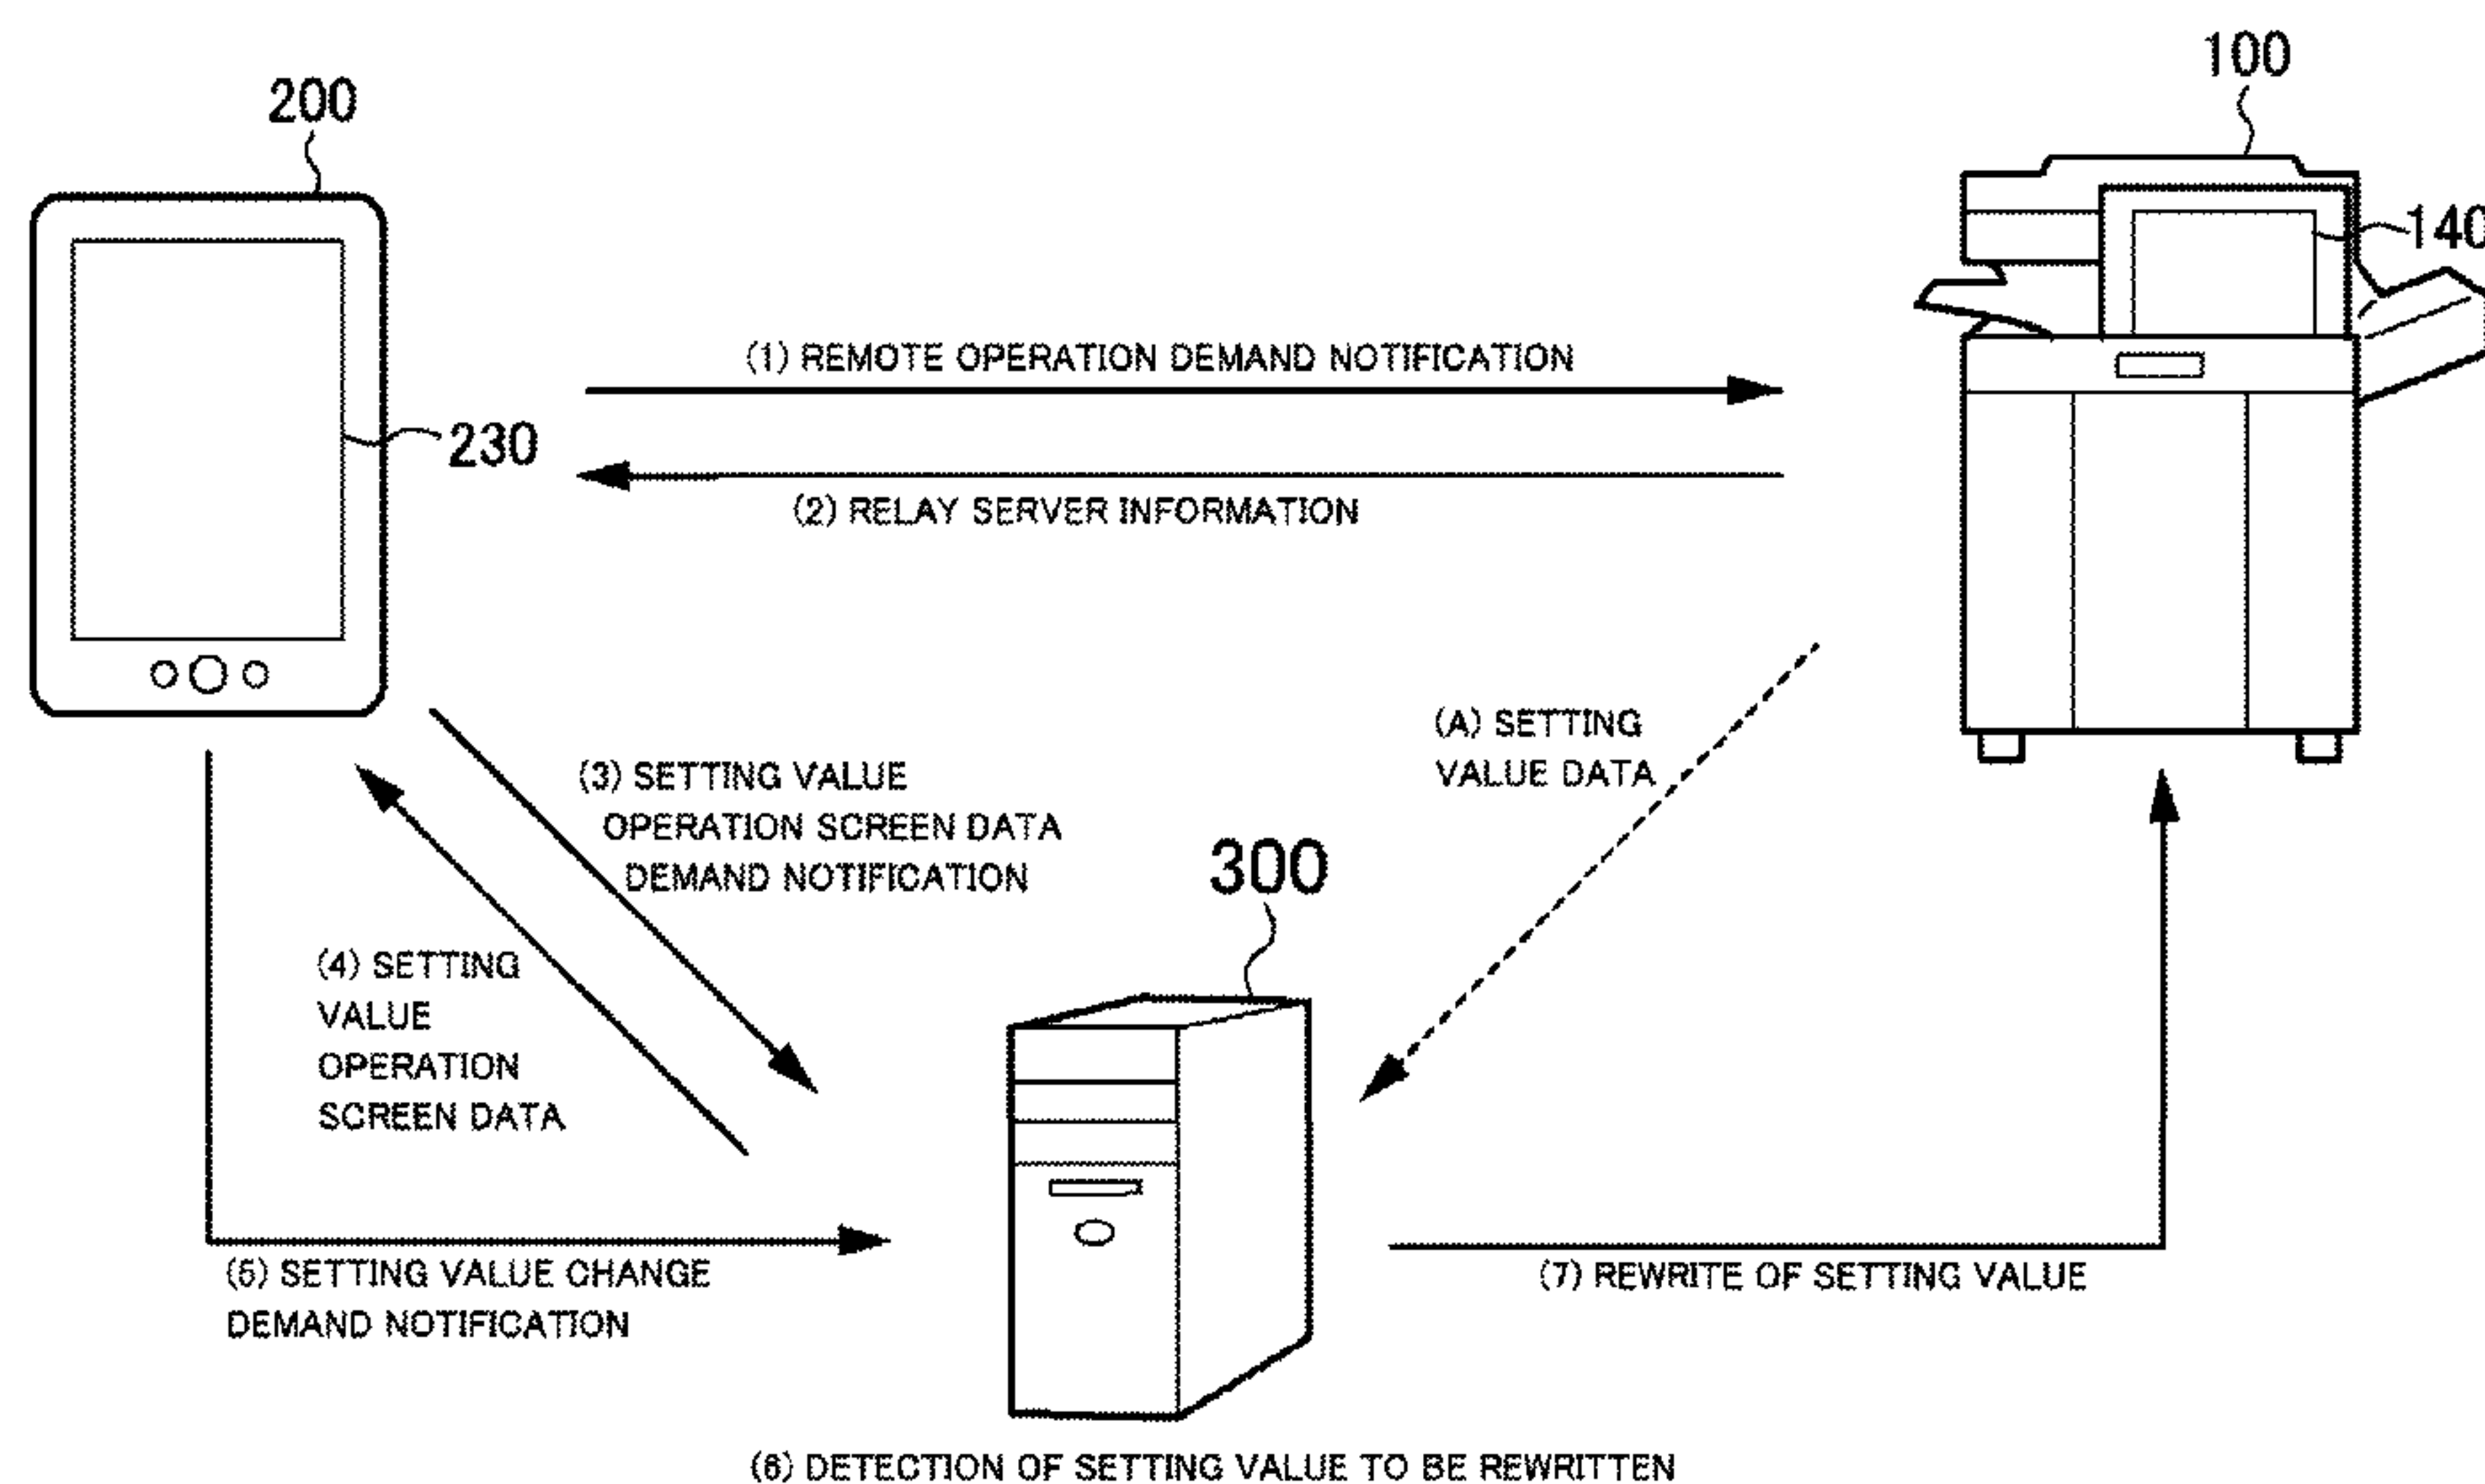 100
200
140
(1) REMOTE OPERATION DEMAND NOTIFICATION
230
(2) RELAY SERVER INFORMATION
(A) SETTING
VALUE DATA
(3) SETTING VALUE
OPERATION SCREEN DATA
DEMAND NOTIFICATION
300
(4) SETTING
VALUE
OPERATION
SCREEN DATA
(5) SETTING VALUE CHANGE
DEMAND NOTIFICATION
(7) REWRITE OF SETTING VALUE
(6) DETECTION OF SETTING VALUE TO BE REWRITTEN